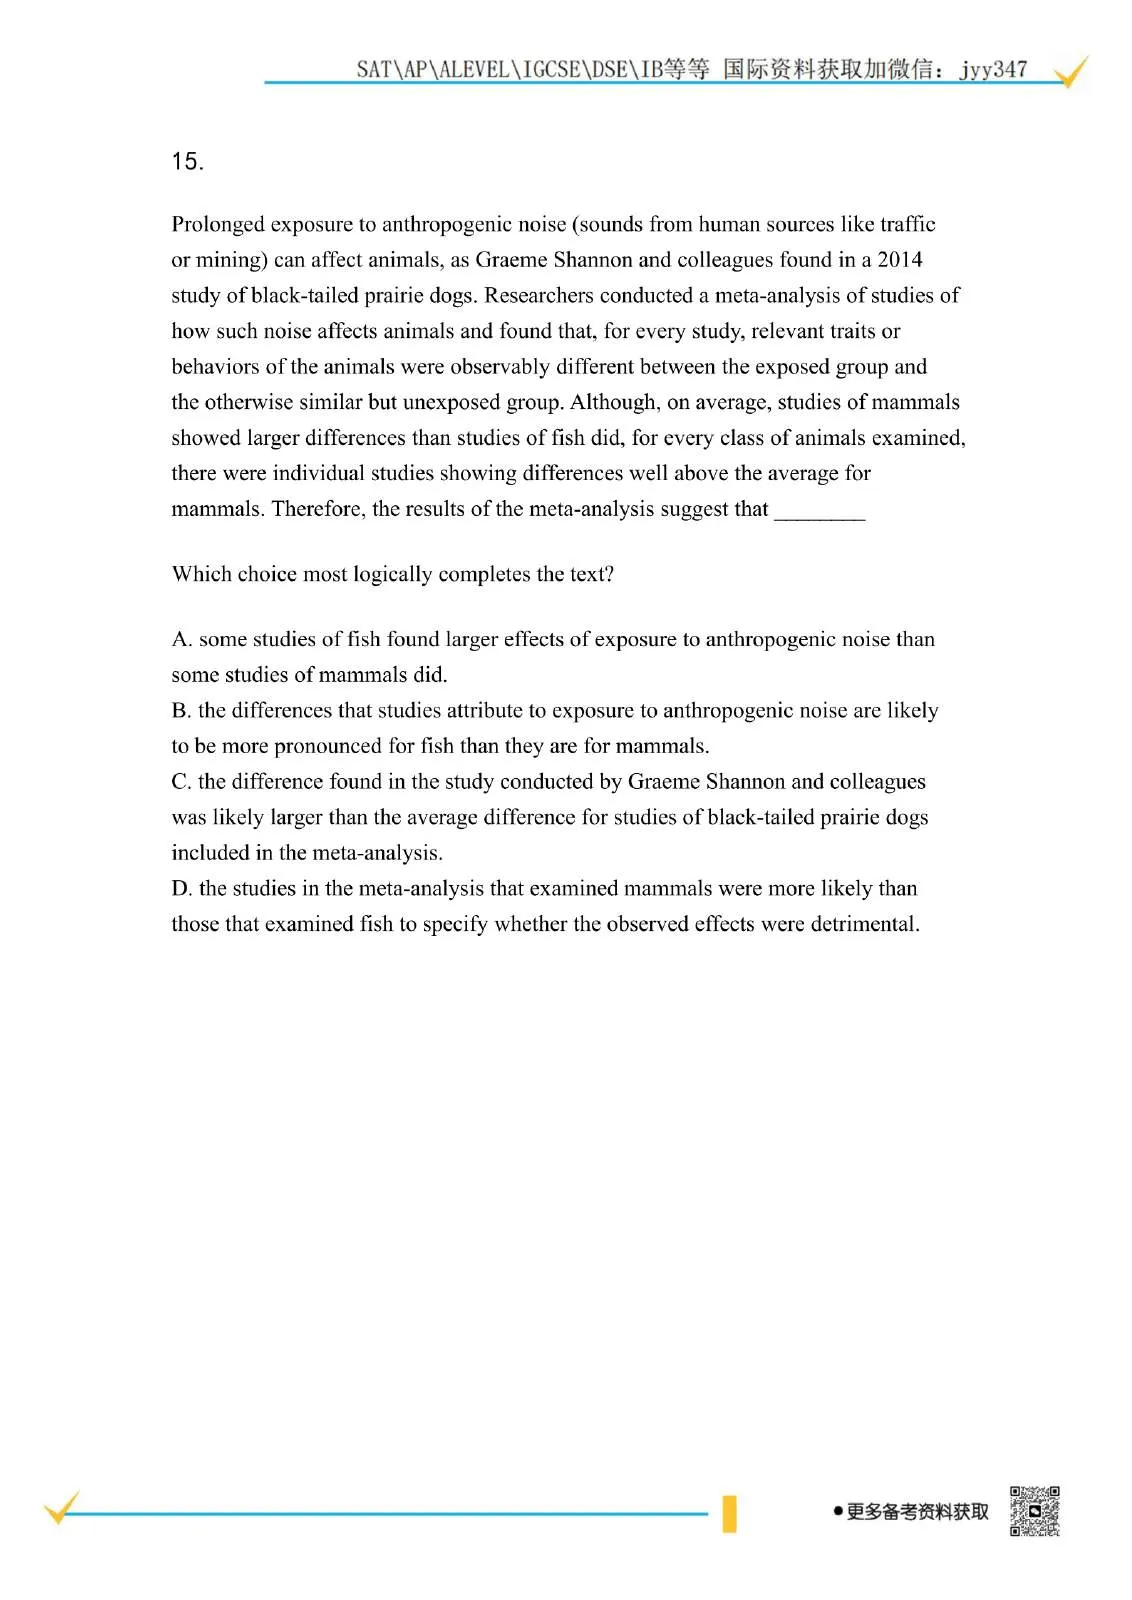 SAT\AP\ALEVEL\IGCSE\DSE\IB等等 国际资料获取加微信：jyy347
15.
Prolonged exposure to anthropogenic noise (sounds from human sources like traffic
or mining) can affect animals, as Graeme Shannon and colleagues found in a 2014
study of black-tailed prairie dogs. Researchers conducted a meta-analysis of studies of
how such noise affects animals and found that, for every study, relevant traits or
behaviors of the animals were observably different between the exposed group and
the otherwise similar but unexposed group. Although, on average, studies of mammals
showed larger differences than studies of fish did, for every class of animals examined,
there were individual studies showing differences well above the average for
mammals. Therefore, the results of the meta-analysis suggest that ________
Which choice most logically completes the text?
A. some studies of fish found larger effects of exposure to anthropogenic noise than
some studies of mammals did.
B. the differences that studies attribute to exposure to anthropogenic noise are likely
to be more pronounced for fish than they are for mammals.
C. the difference found in the study conducted by Graeme Shannon and colleagues
was likely larger than the average difference for studies of black-tailed prairie dogs
included in the meta-analysis.
D. the studies in the meta-analysis that examined mammals were more likely than
those that examined fish to specify whether the observed effects were detrimental.
●更多备考资料获取